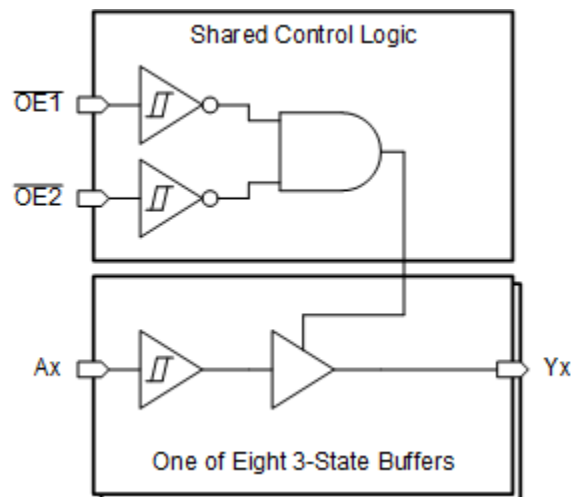 Shared Control Logic
OE1
OE2
Ax
Yx
One of Eight 3-State Buffers